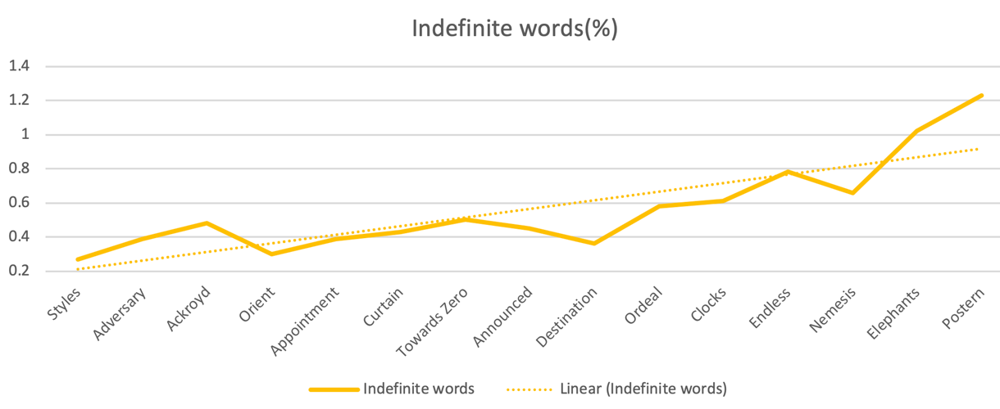 Indefinite words(%)
1.4
1.2
1
0.8
0.6
0.4
0.2
Styles
Adversary
Ackroyd
Orient
Appointment
Curtain
Towards Zero
Announced
Destination
Ordeal
Clocks
Endless
Nemesis
Elephants
Postern
Indefinite words
Linear (Indefinite words)